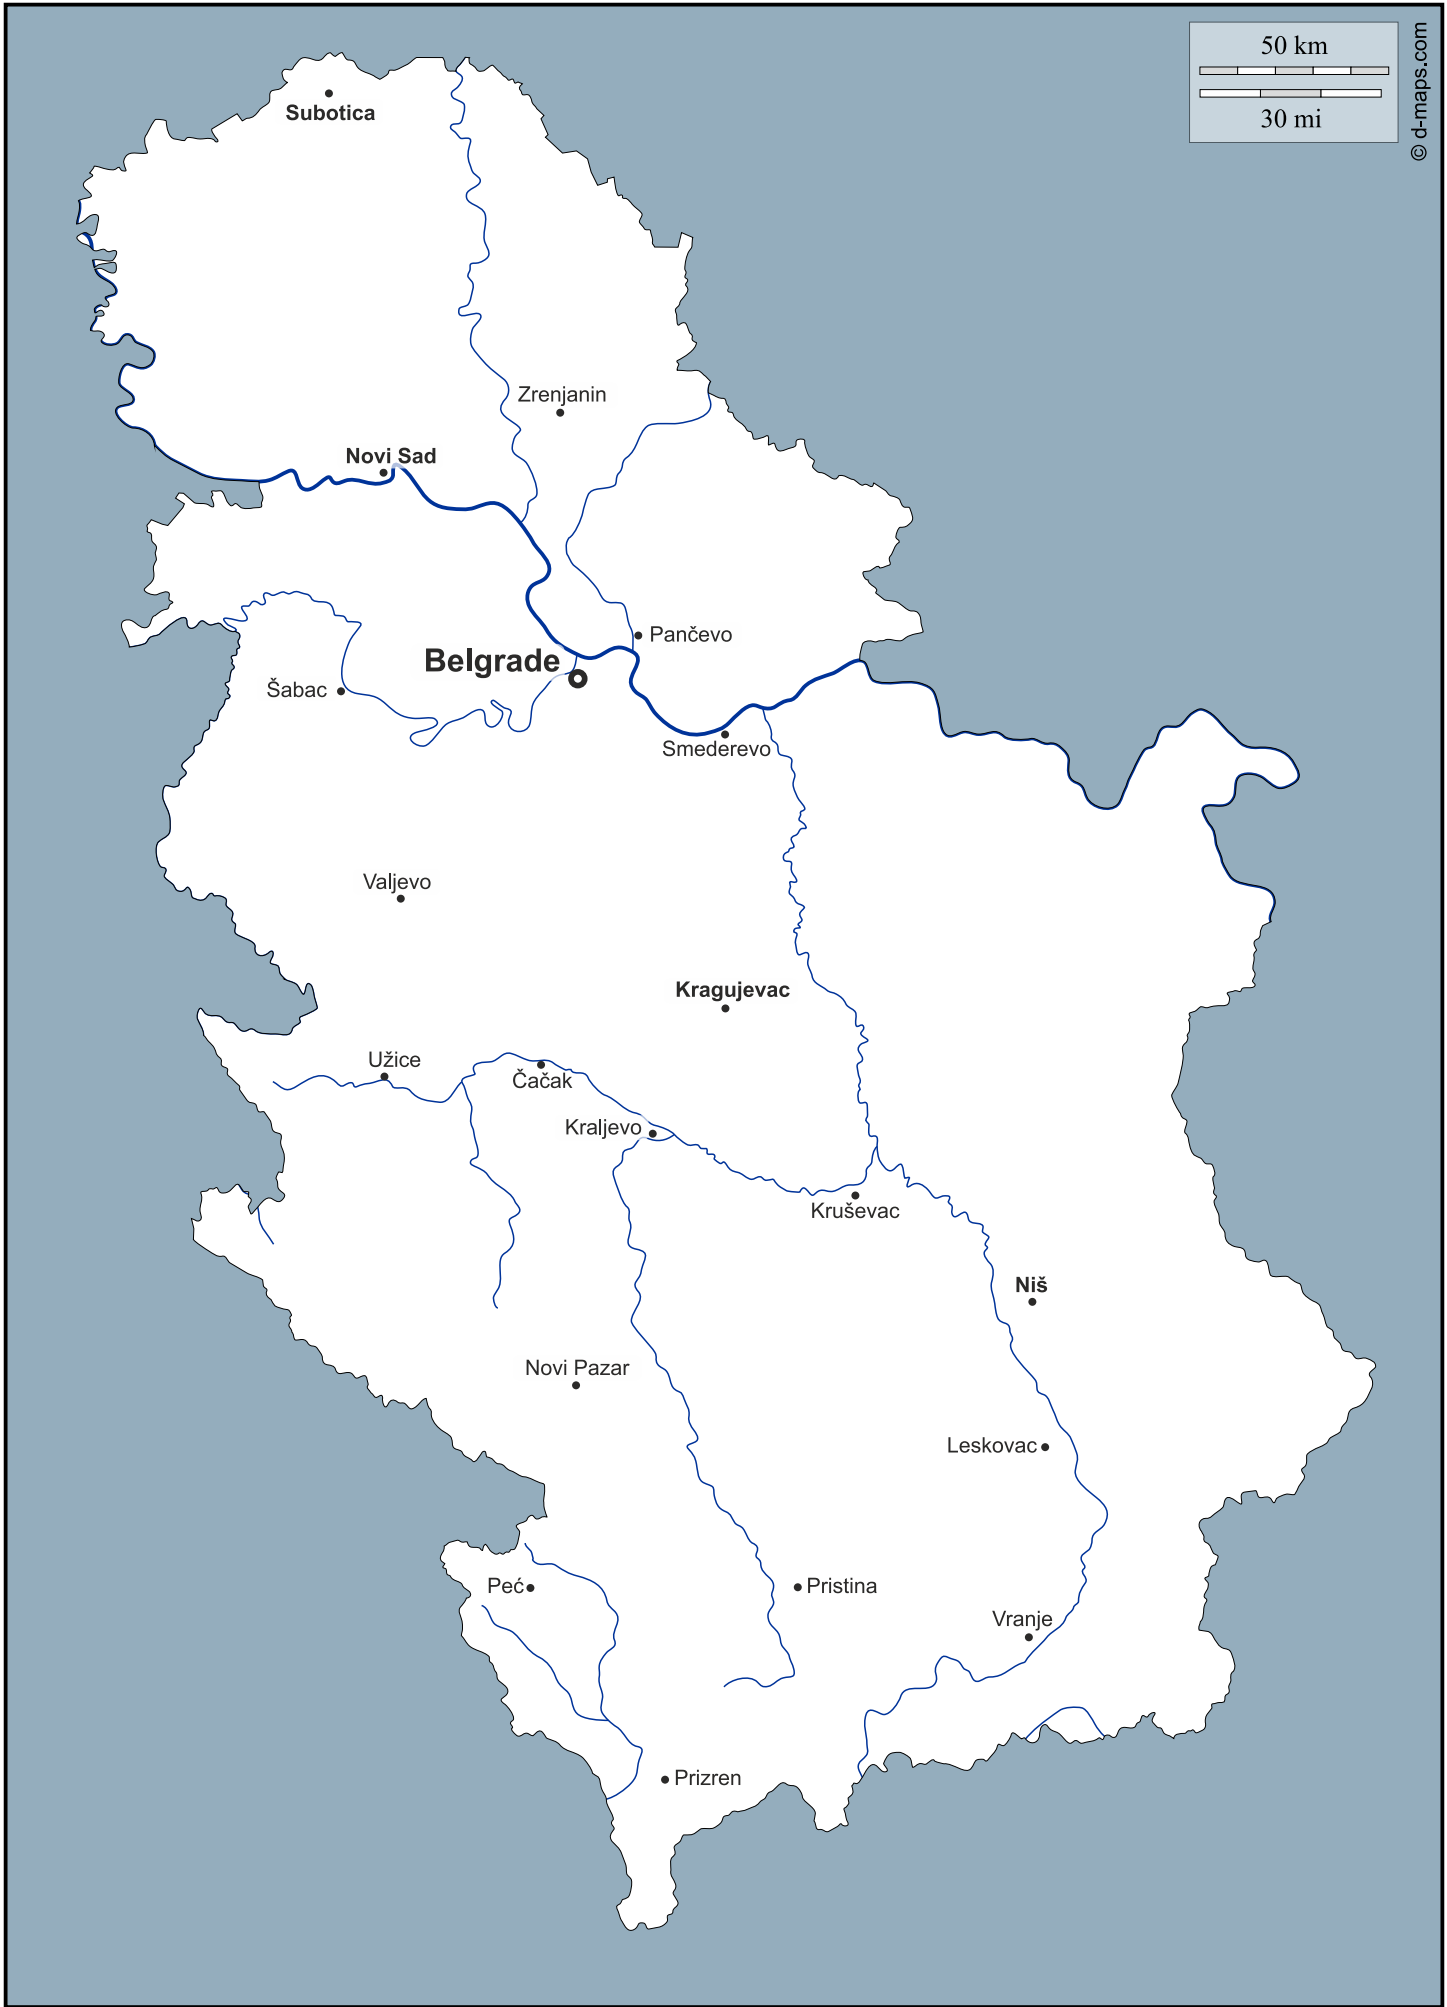 50 km
30 mi
© d-maps.com
Subotica
Zrenjanin
Novi Sad
Pančevo
Belgrade
Šabac
Smederevo
Valjevo
Kragujevac
Užice
Čačak
Kraljevo
Kruševac
Niš
Novi Pazar
Leskovac
Peć
Pristina
Vranje
Prizren